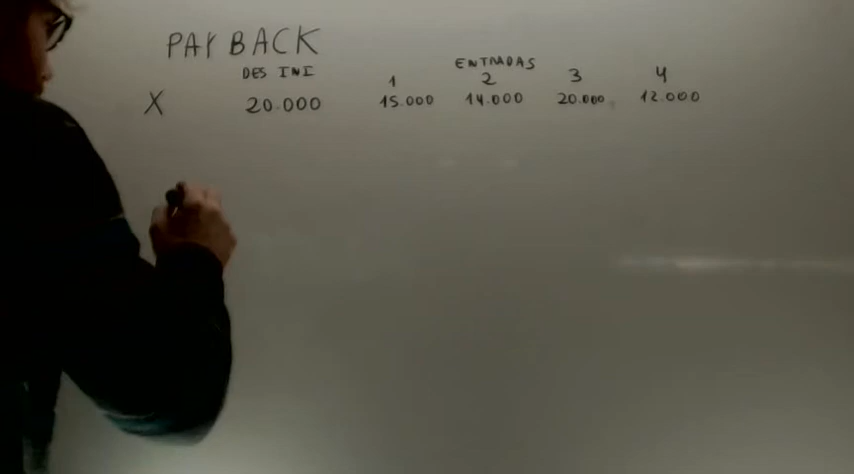 PAYBACK
DES INI ENTRADAS
1 2 3 4
X 20.000 15.000 14.000 20.000 12.000